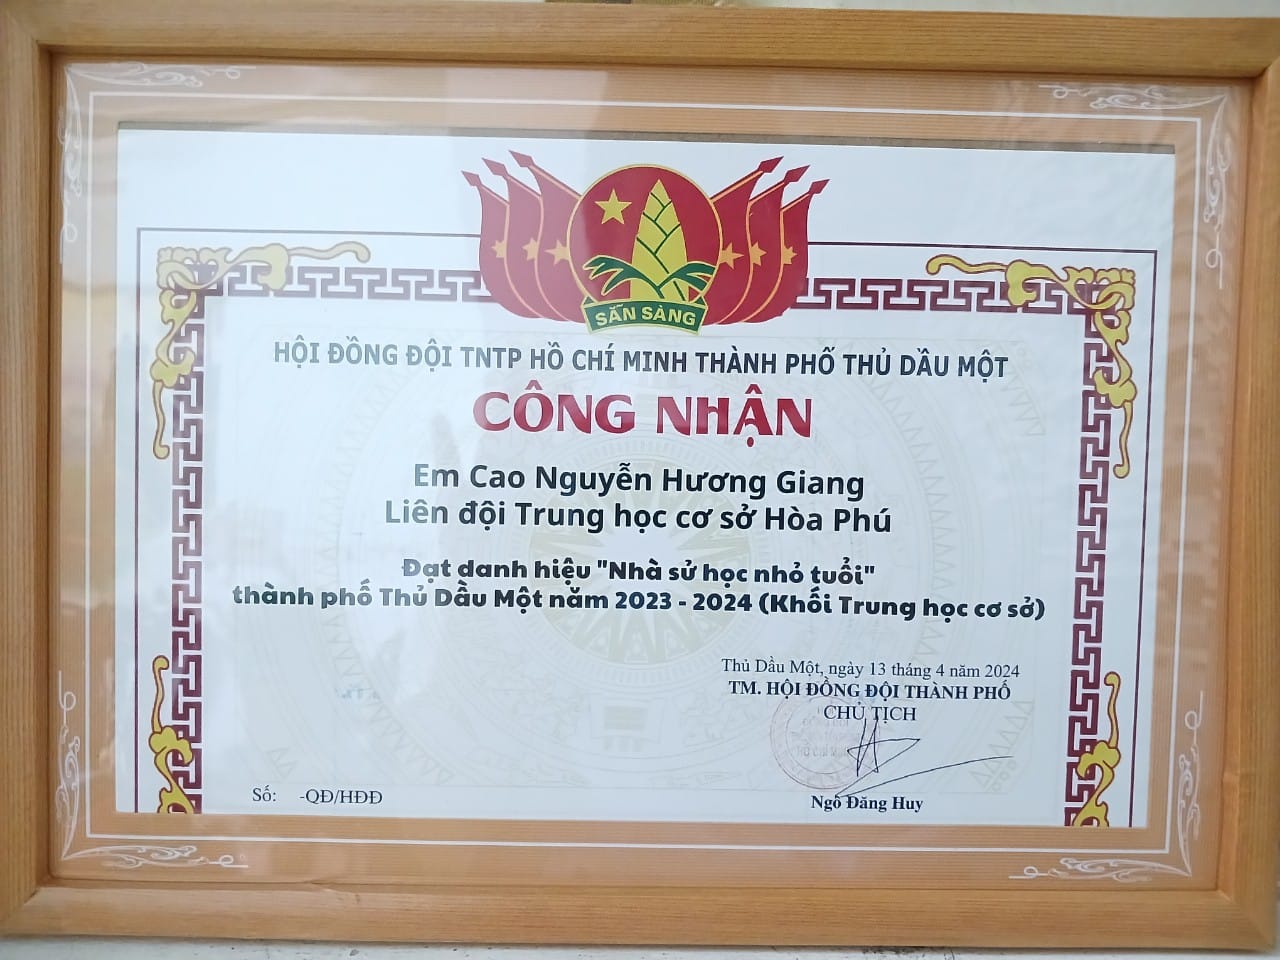 SẴN SÀNG
HỘI ĐỒNG ĐỘI TNTP HỒ CHÍ MINH THÀNH PHỐ THỦ DẦU MỘT
CÔNG NHẬN
Em Cao Nguyễn Hương Giang
Liên đội Trung học cơ sở Hòa Phú
Đạt danh hiệu "Nhà sử học nhỏ tuổi"
thành phố Thủ Dầu Một năm 2023 - 2024 (Khối Trung học cơ sở)
Thủ Dầu Một, ngày 13 tháng 4 năm 2024
TM. HỘI ĐỒNG ĐỘI THÀNH PHỐ
CHỦ TỊCH
Số: -QĐ/HĐĐ
Ngô Đăng Huy